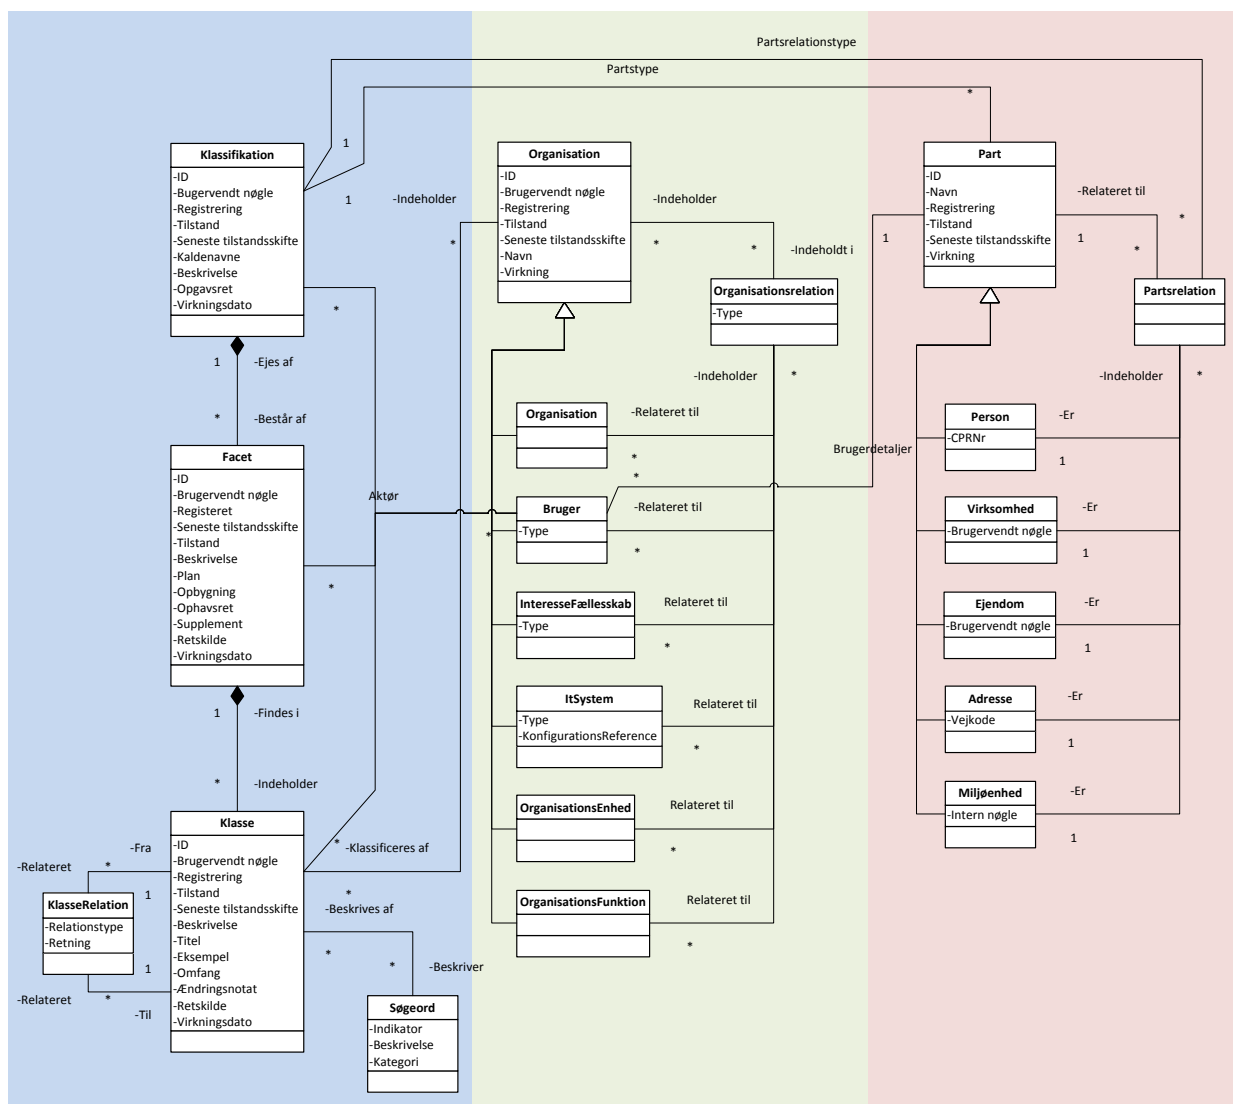 Partsrelationstype
Partstype
*
1
1
Klassifikation
-ID
-Bugervendt nøgle
-Registrering
-Tilstand
-Seneste tilstandsskifte
-Kaldenavne
-Beskrivelse
-Opgavsret
-Virkningsdato
*
1
-Ejes af
*
-Består af
Facet
-ID
-Brugervendt nøgle
-Registeret
-Seneste tilstandsskifte
-Tilstand
-Beskrivelse
-Plan
-Opbygning
-Ophavsret
-Supplement
-Retskilde
-Virkningsdato
Aktør
*
1
-Findes i
*
-Indeholder
Klasse
-ID
-Brugervendt nøgle
-Registrering
-Tilstand
-Seneste tilstandsskifte
-Beskrivelse
-Titel
-Eksempel
-Omfang
-Ændringsnotat
-Retskilde
-Virkningsdato
-Fra
-Relateret
*
1
KlasseRelation
-Relationstype
-Retning
1
-Relateret
*
-Til
*
-Klassificeres af
*
-Beskrives af
*
*
-Beskriver
Søgeord
-Indikator
-Beskrivelse
-Kategori
-Indeholder
*
Organisation
-ID
-Brugervendt nøgle
-Registrering
-Tilstand
-Seneste tilstandsskifte
-Navn
-Virkning
-Indeholder
*
*
-Indeholdt i
Organisationsrelation
-Type
-Indeholder
*
Organisation
-Relateret til
*
*
Bruger
-Type
-Relateret til
*
*
InteresseFællesskab
-Type
Relateret til
*
ItSystem
-Type
-KonfigurationsReference
Relateret til
*
OrganisationsEnhed
Relateret til
*
OrganisationsFunktion
Relateret til
*
Part
-ID
-Navn
-Registrering
-Tilstand
-Seneste tilstandsskifte
-Virkning
1
-Relateret til
1
*
*
Partsrelation
-Indeholder
*
Brugerdetaljer
Person
-CPRNr
-Er
1
Virksomhed
-Brugervendt nøgle
-Er
1
Ejendom
-Brugervendt nøgle
-Er
1
Adresse
-Vejkode
-Er
1
Miljøenhed
-Intern nøgle
-Er
1